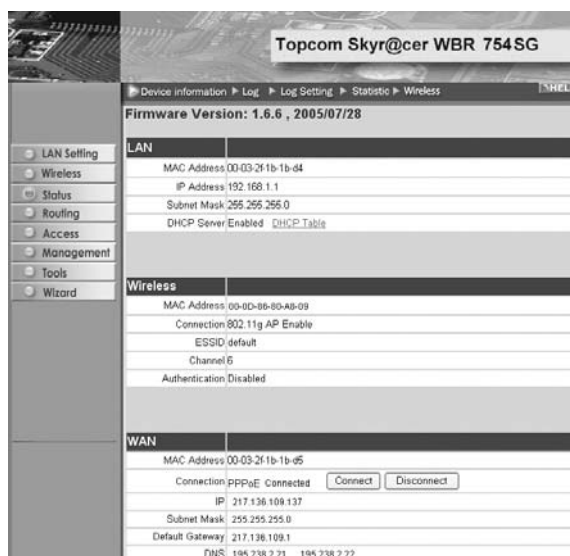 Topcom Skyr@cer WBR 754SG
Device information Log Log Setting Statistic Wireless HEL
Firmware Version: 1.6.6 , 2005/07/28
LAN Setting
Wireless
Status
Routing
Access
Management
Tools
Wizard
LAN
MAC Address 00-03-2f-1b-1b-d4
IP Address 192.168.1.1
Subnet Mask 255.255.255.0
DHCP Server Enabled DHCP Table
Wireless
MAC Address 00-0D-86-80-A8-09
Connection 802.11g AP Enable
ESSID default
Channel 6
Authentication Disabled
WAN
MAC Address 00-03-2f-1b-1b-d5
Connection PPPoE Connected Connect Disconnect
IP 217.136.109.137
Subnet Mask 255.255.255.0
Default Gateway 217.136.109.1
DNS 195.238.2.21 195.238.2.22